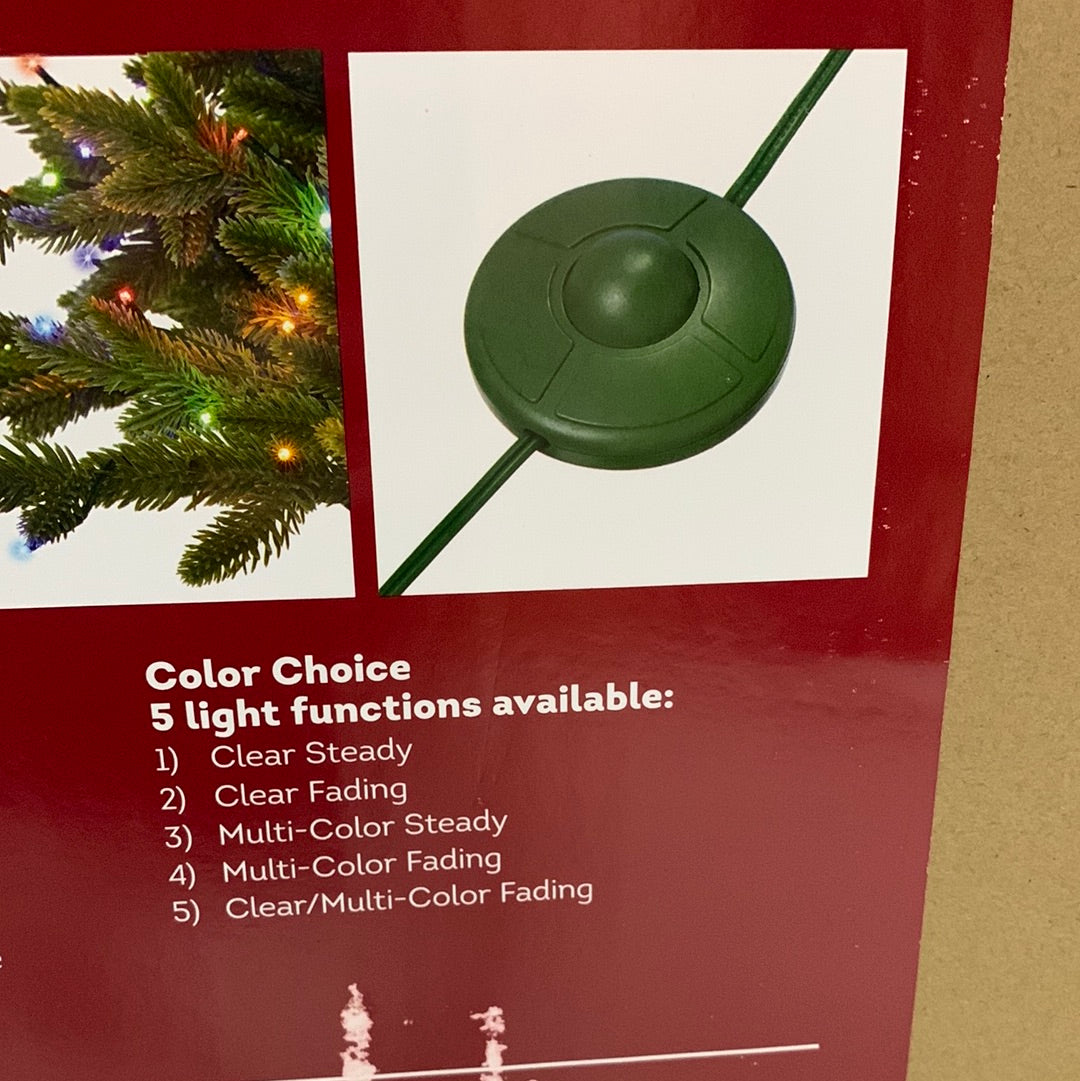 Color Choice
5 light functions available:
1) Clear Steady
2) Clear Fading
3) Multi-Color Steady
4) Multi-Color Fading
5) Clear/Multi-Color Fading